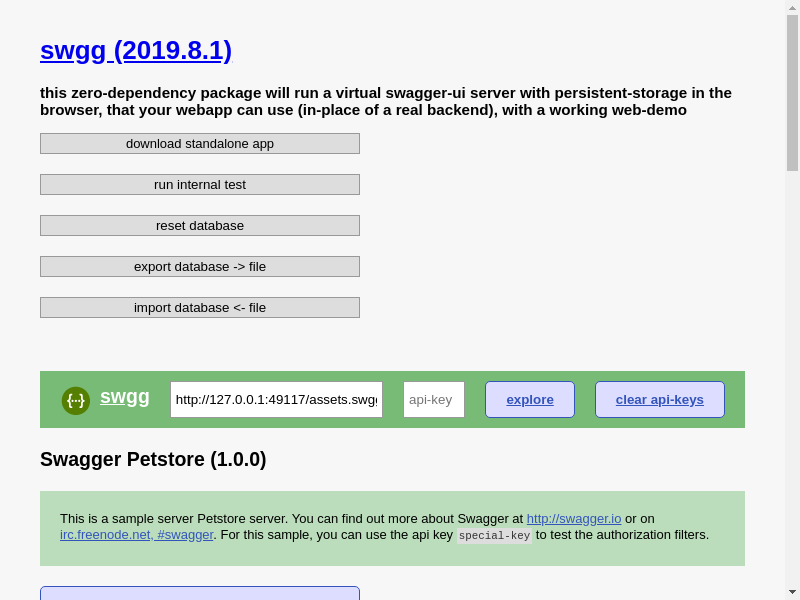 swgg (2019.8.1)
this zero-dependency package will run a virtual swagger-ui server with persistent-storage in the
browser, that your webapp can use (in-place of a real backend), with a working web-demo
download standalone app
run internal test
reset database
export database -> file
import database <- file
{···} swgg http://127.0.0.1:49117/assets.swgg api-key explore clear api-keys
Swagger Petstore (1.0.0)
This is a sample server Petstore server. You can find out more about Swagger at http://swagger.io or on
irc.freenode.net, #swagger. For this sample, you can use the api key special-key to test the authorization filters.